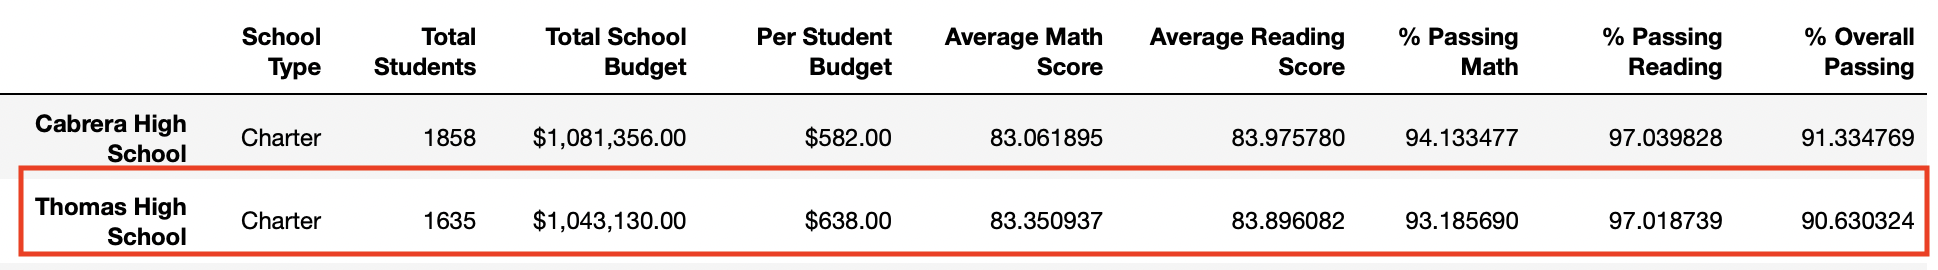 School Total Total School Per Student Average Math Average Reading % Passing % Passing % Overall
Type Students Budget Budget Score Score Math Reading Passing
Cabrera High
School Charter 1858 $1,081,356.00 $582.00 83.061895 83.975780 94.133477 97.039828 91.334769
Thomas High
School Charter 1635 $1,043,130.00 $638.00 83.350937 83.896082 93.185690 97.018739 90.630324